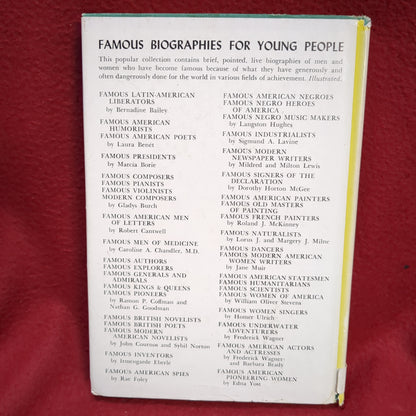 FAMOUS BIOGRAPHIES FOR YOUNG PEOPLE
This popular collection contains brief, pointed, live biographies of men
and women who have become famous because of what they have generously and
often dangerously done for the world in various fields of achievement. Illustrated.
FAMOUS LATIN-AMERICAN
LIBERATORS
by Bernadine Bailey
FAMOUS AMERICAN
HUMORISTS
FAMOUS AMERICAN POETS
by Laura Benét
FAMOUS PRESIDENTS
by Marcia Borie
FAMOUS COMPOSERS
FAMOUS PIANISTS
FAMOUS VIOLINISTS
MODERN COMPOSERS
by Gladys Burch
FAMOUS AMERICAN MEN
OF LETTERS
by Robert Cantwell
FAMOUS MEN OF MEDICINE
by Caroline A. Chandler, M.D.
FAMOUS AUTHORS
FAMOUS EXPLORERS
FAMOUS GENERALS AND
ADMIRALS
FAMOUS KINGS & QUEENS
FAMOUS PIONEERS
by Ramon P. Coffman and
Nathan G. Goodman
FAMOUS BRITISH NOVELISTS
FAMOUS BRITISH POETS
FAMOUS MODERN
AMERICAN NOVELISTS
by John Cournos and Sybil Norton
FAMOUS INVENTORS
by Irmengarde Eberle
FAMOUS AMERICAN SPIES
by Rae Foley
FAMOUS AMERICAN NEGROES
FAMOUS NEGRO HEROES
OF AMERICA
FAMOUS NEGRO MUSIC MAKERS
by Langston Hughes
FAMOUS INDUSTRIALISTS
by Sigmund A. Lavine
FAMOUS MODERN
NEWSPAPER WRITERS
by Mildred and Milton Lewis
FAMOUS SIGNERS OF THE
DECLARATION
by Dorothy Horton McGee
FAMOUS AMERICAN PAINTERS
FAMOUS OLD MASTERS
OF PAINTING
FAMOUS FRENCH PAINTERS
by Roland J. McKinney
FAMOUS NATURALISTS
by Lorus J. and Margery J. Milne
FAMOUS DANCERS
FAMOUS MODERN AMERICAN
WOMEN WRITERS
by Jane Muir
FAMOUS AMERICAN STATESMEN
FAMOUS HUMANITARIANS
FAMOUS SCIENTISTS
FAMOUS WOMEN OF AMERICA
by William Oliver Stevens
FAMOUS WOMEN SINGERS
by Homer Ulrich
FAMOUS UNDERWATER
ADVENTURERS
by Frederick Wagner
FAMOUS AMERICAN ACTORS
AND ACTRESSES
by Frederick Wagner
and Barbara Brady
FAMOUS AMERICAN
PIONEERING WOMEN
by Edna Yost